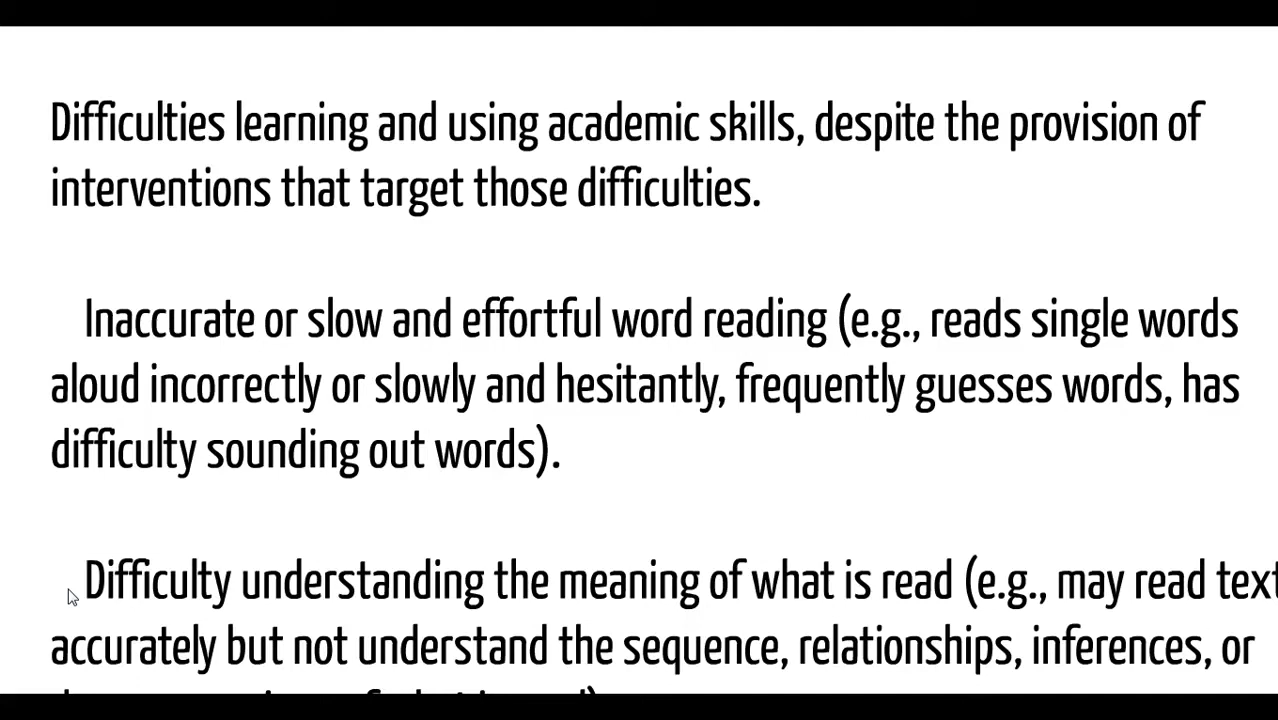 Difficulties learning and using academic skills, despite the provision of
interventions that target those difficulties.
Inaccurate or slow and effortful word reading (e.g., reads single words
aloud incorrectly or slowly and hesitantly, frequently guesses words, has
difficulty sounding out words).
Difficulty understanding the meaning of what is read (e.g., may read text
accurately but not understand the sequence, relationships, inferences, or